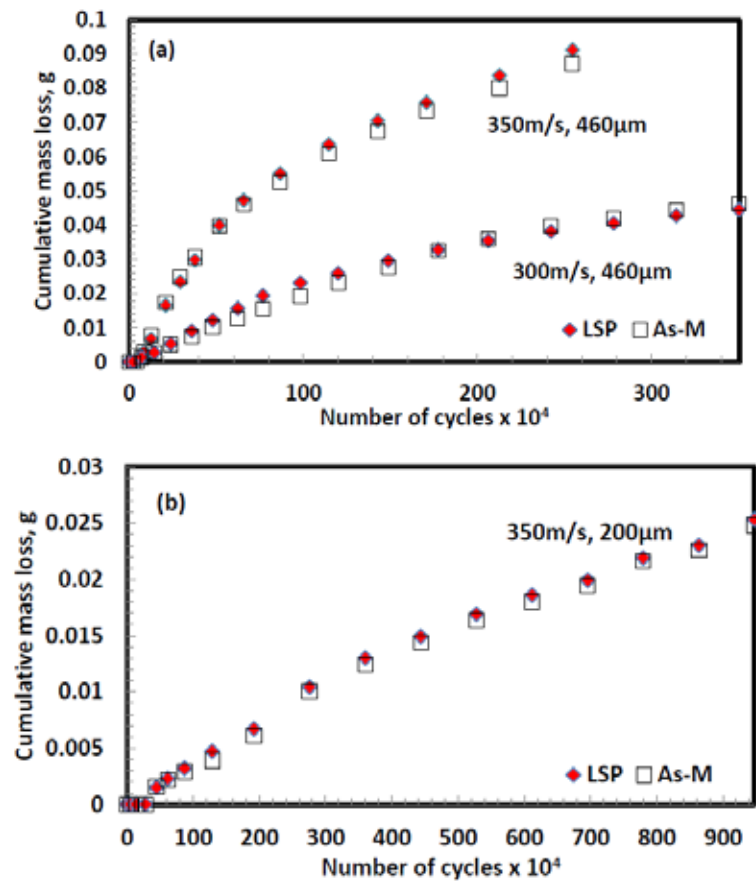 (a)
0.1
0.09
0.08
0.07
0.06
0.05
0.04
0.03
0.02
0.01
0
Cumulative mass loss, g
350m/s, 460µm
300m/s, 460µm
LSP As-M
0 100 200 300
Number of cycles x 10⁴
(b)
0.03
0.025
0.02
0.015
0.01
0.005
0
Cumulative mass loss, g
350m/s, 200µm
LSP As-M
0 100 200 300 400 500 600 700 800 900
Number of cycles x 10⁴